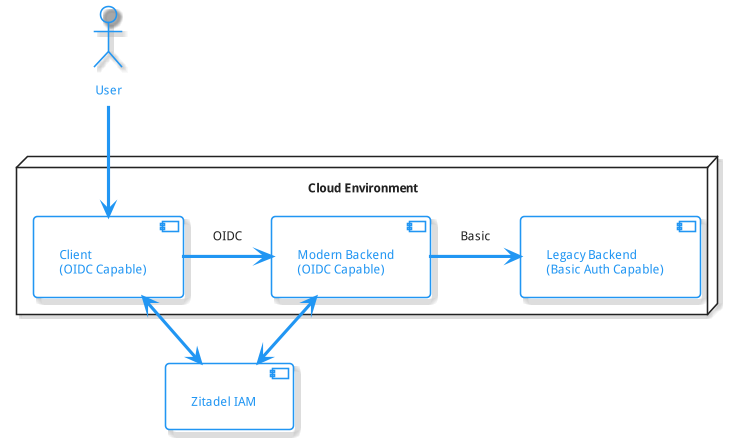 User
Cloud Environment
Client
(OIDC Capable)
OIDC
Modern Backend
(OIDC Capable)
Basic
Legacy Backend
(Basic Auth Capable)
Zitadel IAM